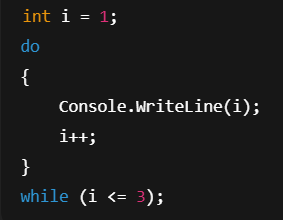 int i = 1;
do
{
    Console.WriteLine(i);
    i++;
}
while (i <= 3);